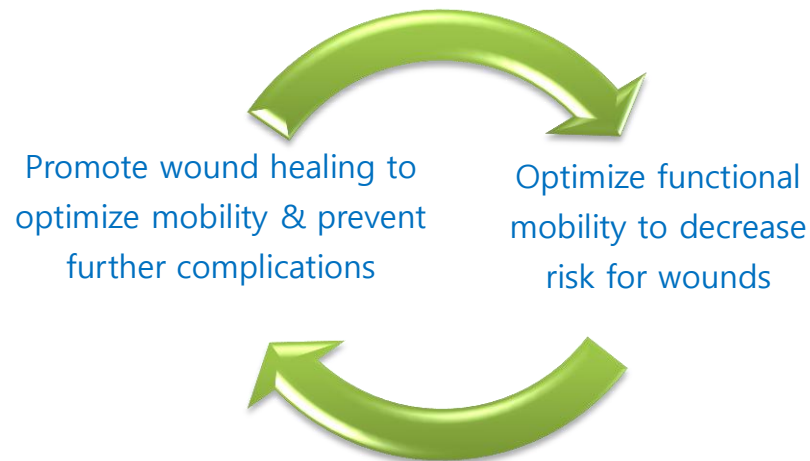 Promote wound healing to
optimize mobility & prevent
further complications
Optimize functional
mobility to decrease
risk for wounds